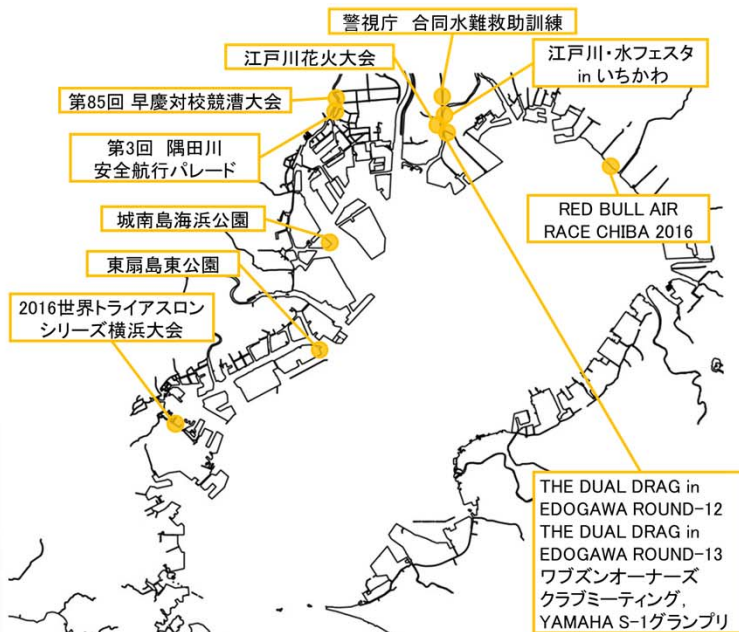 警視庁 合同水難救助訓練
江戸川花火大会
江戸川・水フェスタ
in いちかわ
第85回 早慶対校競漕大会
第3回 隅田川
安全航行パレード
城南島海浜公園
東扇島東公園
2016世界トライアスロン
シリーズ横浜大会
RED BULL AIR
RACE CHIBA 2016
THE DUAL DRAG in
EDOGAWA ROUND-12
THE DUAL DRAG in
EDOGAWA ROUND-13
ワブズンオーナーズ
クラブミーティング,
YAMAHA S-1グランプリ